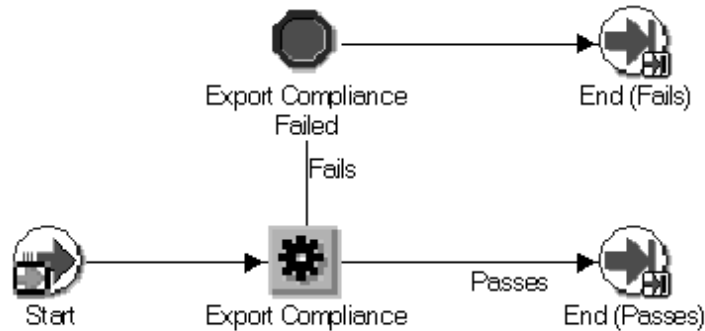 Export Compliance
Failed
End (Fails)
Fails
Passes
Start
Export Compliance
End (Passes)